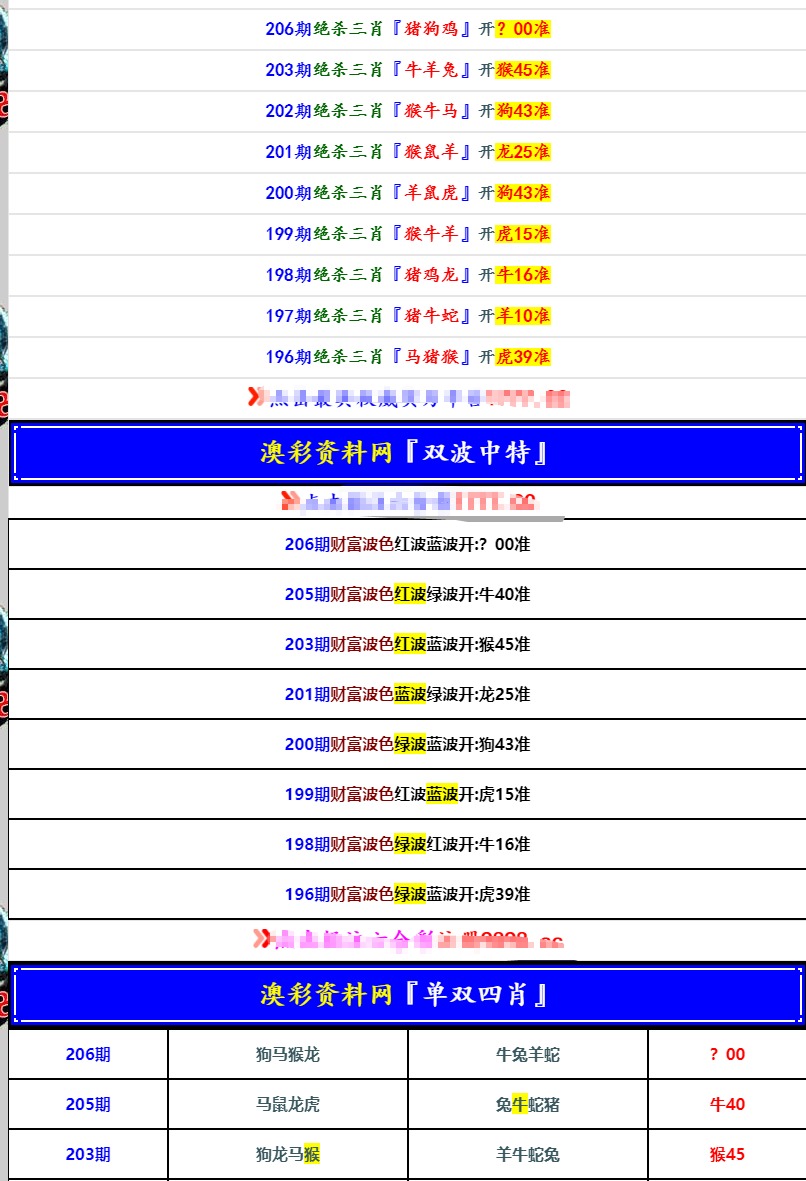 206期绝杀三肖『猪狗鸡』开？00准
203期绝杀三肖『牛羊兔』开猴45准
202期绝杀三肖『猴牛马』开狗43准
201期绝杀三肖『猴鼠羊』开龙25准
200期绝杀三肖『羊鼠虎』开狗43准
199期绝杀三肖『猴牛羊』开虎15准
198期绝杀三肖『猪鸡龙』开牛16准
197期绝杀三肖『猪牛蛇』开羊10准
196期绝杀三肖『马猪猴』开虎39准
澳彩资料网『双波中特』
206期财富波色红波蓝波开:？00准
205期财富波色红波绿波开:牛40准
203期财富波色红波蓝波开:猴45准
201期财富波色蓝波绿波开:龙25准
200期财富波色绿波蓝波开:狗43准
199期财富波色红波蓝波开:虎15准
198期财富波色绿波红波开:牛16准
196期财富波色绿波蓝波开:虎39准
澳彩资料网『单双四肖』
206期 狗马猴龙 牛兔羊蛇 ？00
205期 马鼠龙虎 兔牛蛇猪 牛40
203期 狗龙马猴 羊牛蛇兔 猴45